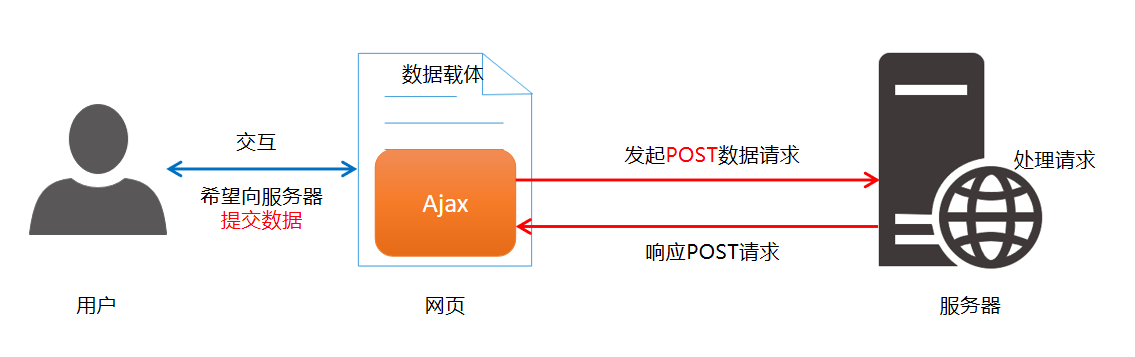 数据载体
交互
希望向服务器
提交数据
Ajax
发起POST数据请求
响应POST请求
处理请求
用户
网页
服务器